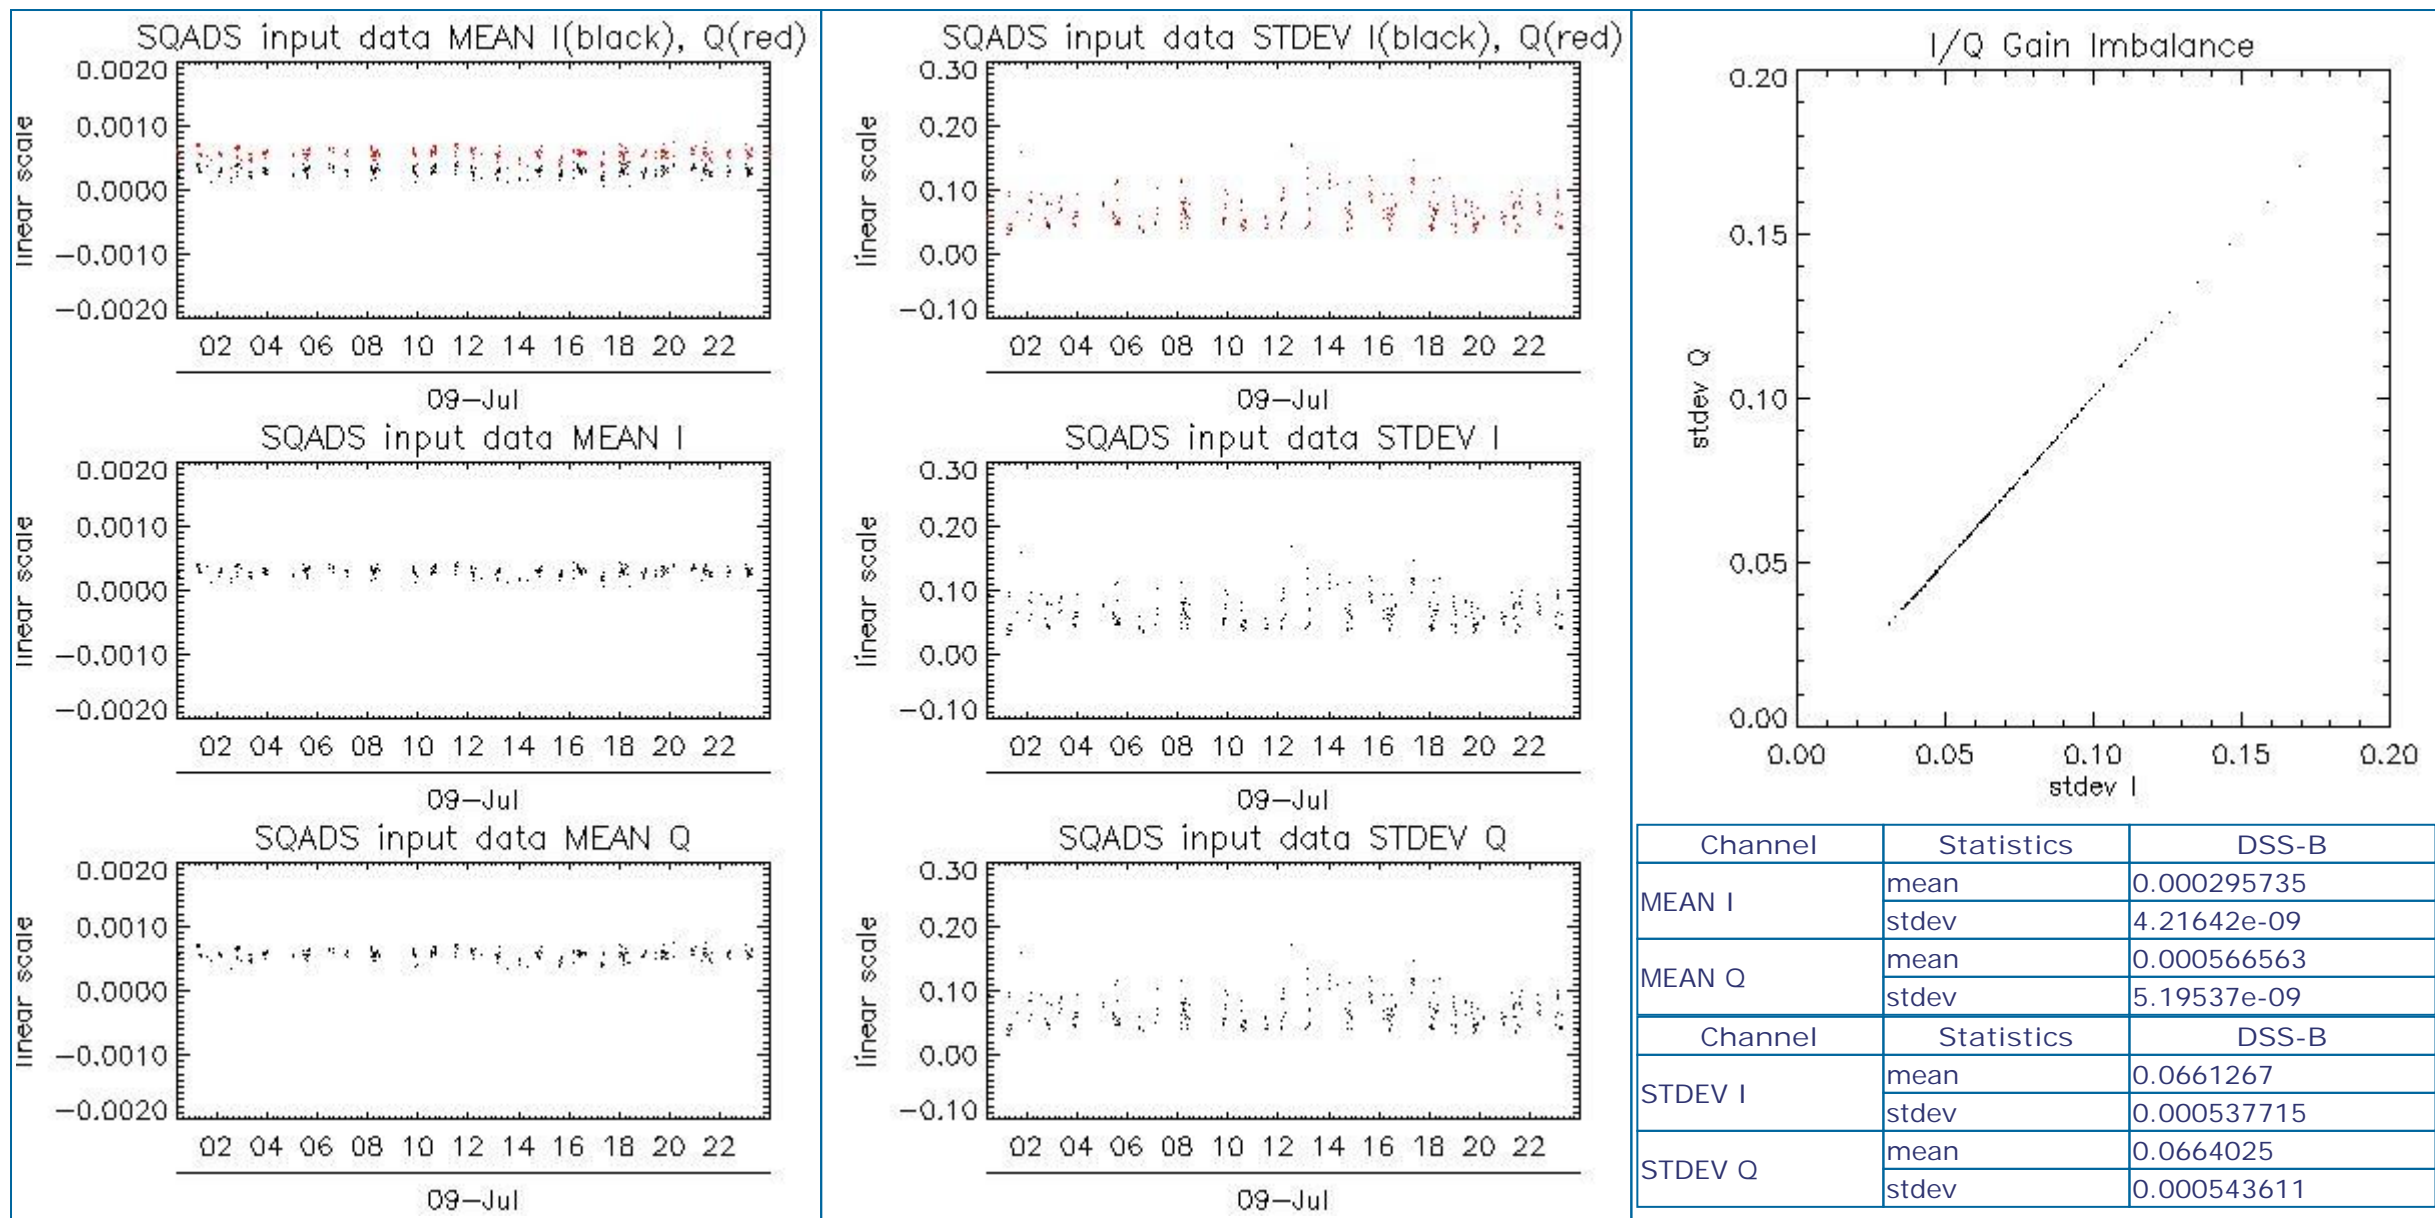 SQADS input data MEAN I(black), Q(red)
0.0020
0.0010
0.0000
−0.0010
−0.0020
linear scale
02 04 06 08 10 12 14 16 18 20 22
09−Jul
SQADS input data MEAN I
0.0020
0.0010
0.0000
−0.0010
−0.0020
linear scale
02 04 06 08 10 12 14 16 18 20 22
09−Jul
SQADS input data MEAN Q
0.0020
0.0010
0.0000
−0.0010
−0.0020
linear scale
02 04 06 08 10 12 14 16 18 20 22
09−Jul
SQADS input data STDEV I(black), Q(red)
0.30
0.20
0.10
0.00
−0.10
linear scale
02 04 06 08 10 12 14 16 18 20 22
09−Jul
SQADS input data STDEV I
0.30
0.20
0.10
0.00
−0.10
linear scale
02 04 06 08 10 12 14 16 18 20 22
09−Jul
SQADS input data STDEV Q
0.30
0.20
0.10
0.00
−0.10
linear scale
02 04 06 08 10 12 14 16 18 20 22
09−Jul
I/Q Gain Imbalance
0.20
0.15
0.10
0.05
0.00
stdev Q
0.00 0.05 0.10 0.15 0.20
stdev I
Channel Statistics DSS-B
MEAN I mean 0.000295735
stdev 4.21642e-09
MEAN Q mean 0.000566563
stdev 5.19537e-09
Channel Statistics DSS-B
STDEV I mean 0.0661267
stdev 0.000537715
STDEV Q mean 0.0664025
stdev 0.000543611